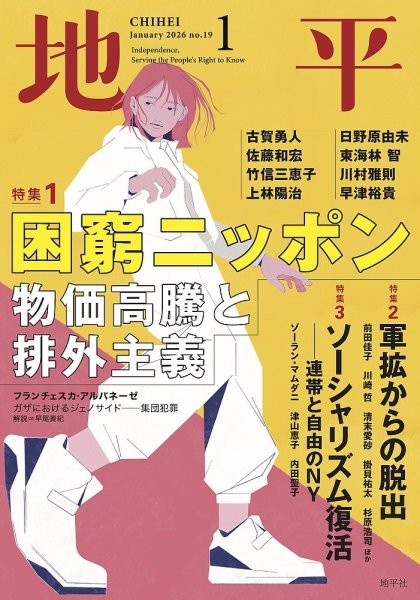 地平
CHIHEI
January 2026 no.19
1
Independence,
Serving the People's Right to Know
古賀勇人
佐藤和宏
竹信三恵子
上林陽治
日野原由未
東海林 智
川村雅則
早津裕貴
特集1
困窮ニッポン
物価高騰と
「排外主義」
特集2
軍拡からの脱出
前田佳子 川崎 哲 清末愛砂 掛貝祐太 杉原浩司 ほか
特集3
ソーシャリズム復活
――連帯と自由のNY
ゾーラン・マムダニ 津山恵子 内田聖子
フランチェスカ・アルバネーゼ
ガザにおけるジェノサイド――集団犯罪
解説=早尾貴紀
地平社